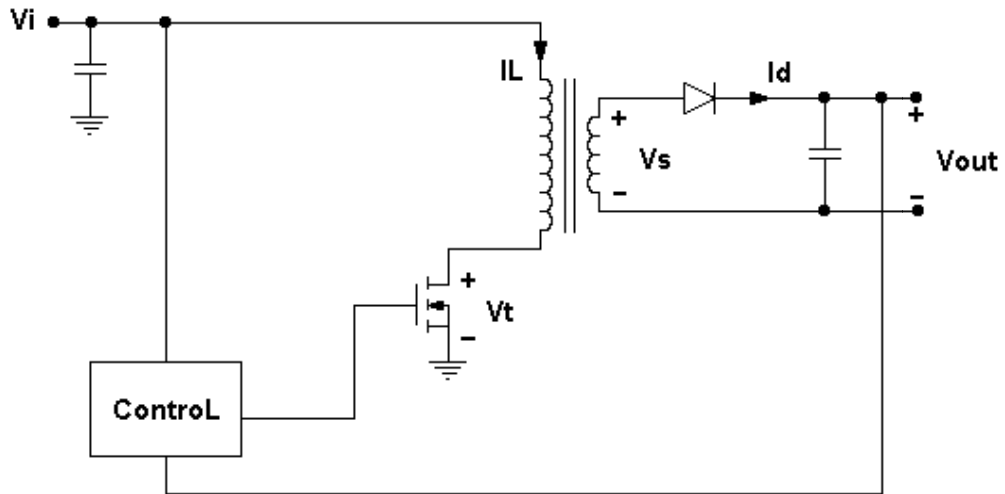 Vi
IL
Id
+
Vs
-
+
Vout
-
+
Vt
-
ControL